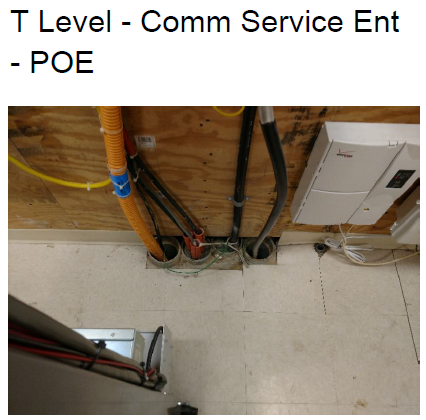 T Level - Comm Service Ent
- POE